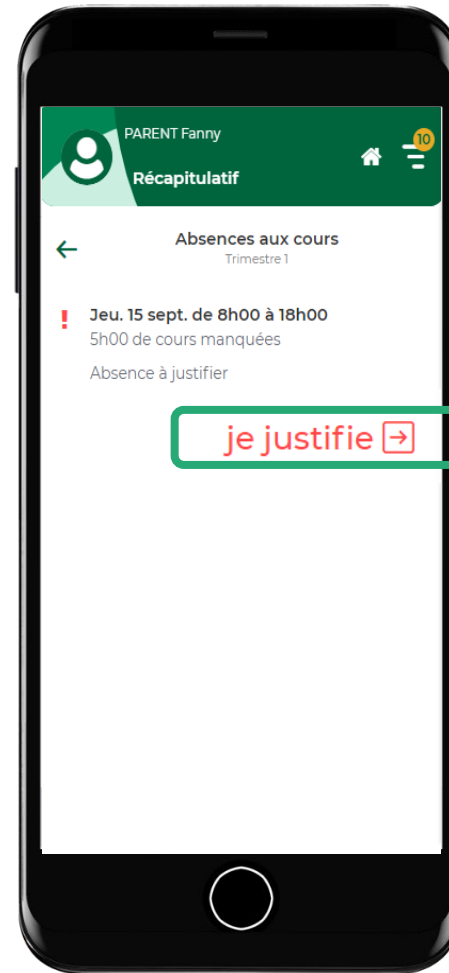 PARENT Fanny
10
Récapitulatif
Absences aux cours
Trimestre 1
Jeu. 15 sept. de 8h00 à 18h00
5h00 de cours manquées
Absence à justifier
je justifie